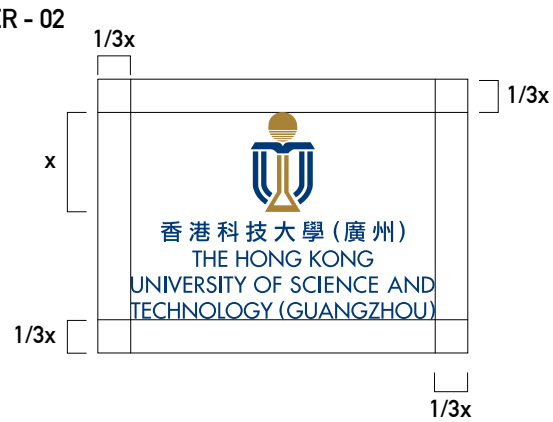 R - 02
1/3x
1/3x
x
香港科技大學(廣州)
THE HONG KONG
UNIVERSITY OF SCIENCE AND
TECHNOLOGY (GUANGZHOU)
1/3x
1/3x